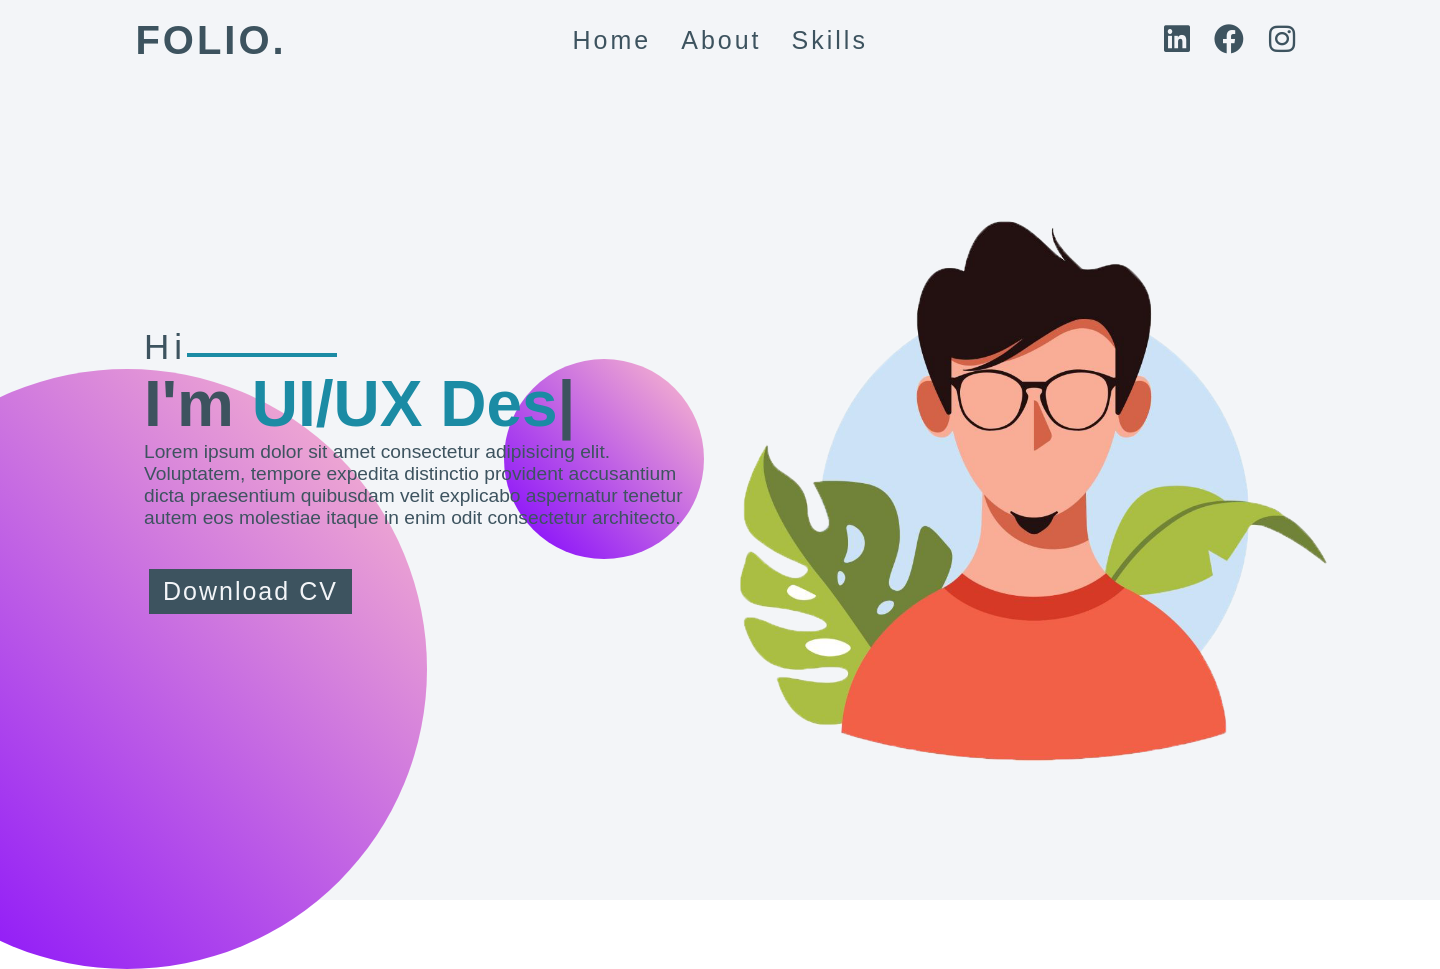 FOLIO.
Home About Skills
Hi
I'm UI/UX Des|
Lorem ipsum dolor sit amet consectetur adipisicing elit.
Voluptatem, tempore expedita distinctio provident accusantium
dicta praesentium quibusdam velit explicabo aspernatur tenetur
autem eos molestiae itaque in enim odit consectetur architecto.
Download CV